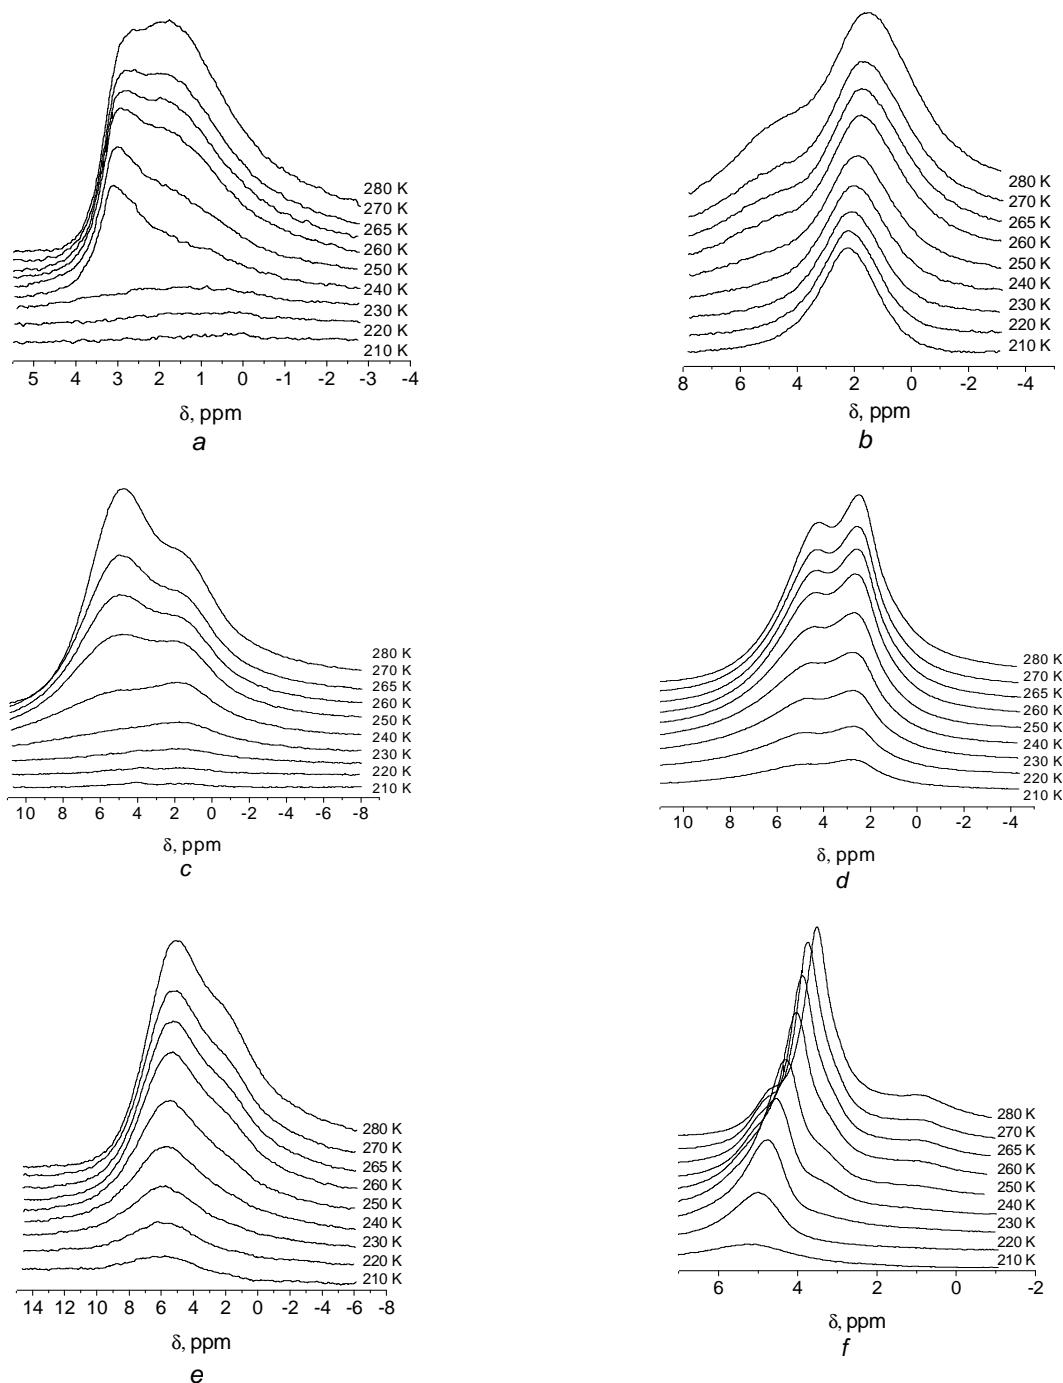 280 K
270 K
265 K
260 K
250 K
240 K
230 K
220 K
210 K
5 4 3 2 1 0 -1 -2 -3 -4
δ, ppm
a
280 K
270 K
265 K
260 K
250 K
240 K
230 K
220 K
210 K
8 6 4 2 0 -2 -4
δ, ppm
b
280 K
270 K
265 K
260 K
250 K
240 K
230 K
220 K
210 K
10 8 6 4 2 0 -2 -4 -6 -8
δ, ppm
c
280 K
270 K
265 K
260 K
250 K
240 K
230 K
220 K
210 K
10 8 6 4 2 0 -2 -4
δ, ppm
d
280 K
270 K
265 K
260 K
250 K
240 K
230 K
220 K
210 K
14 12 10 8 6 4 2 0 -2 -4 -6 -8
δ, ppm
e
280 K
270 K
265 K
260 K
250 K
240 K
230 K
220 K
210 K
6 4 2 0 -2
δ, ppm
f